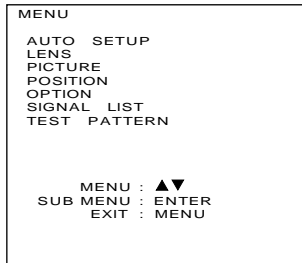 MENU
AUTO SETUP
LENS
PICTURE
POSITION
OPTION
SIGNAL LIST
TEST PATTERN
MENU : ▲▼
SUB MENU : ENTER
EXIT : MENU